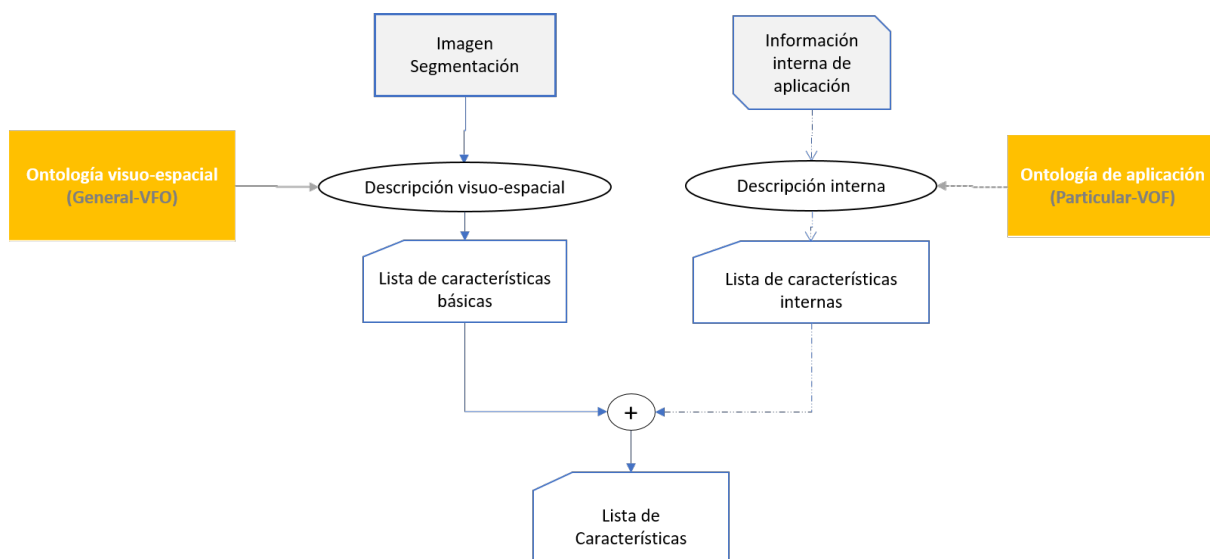 Imagen
Segmentación
Información
interna de
aplicación
Ontología visuo-espacial
(General-VFO)
Descripción visuo-espacial
Descripción interna
Ontología de aplicación
(Particular-VOF)
Lista de características
básicas
Lista de características
internas
+
Lista de
Características